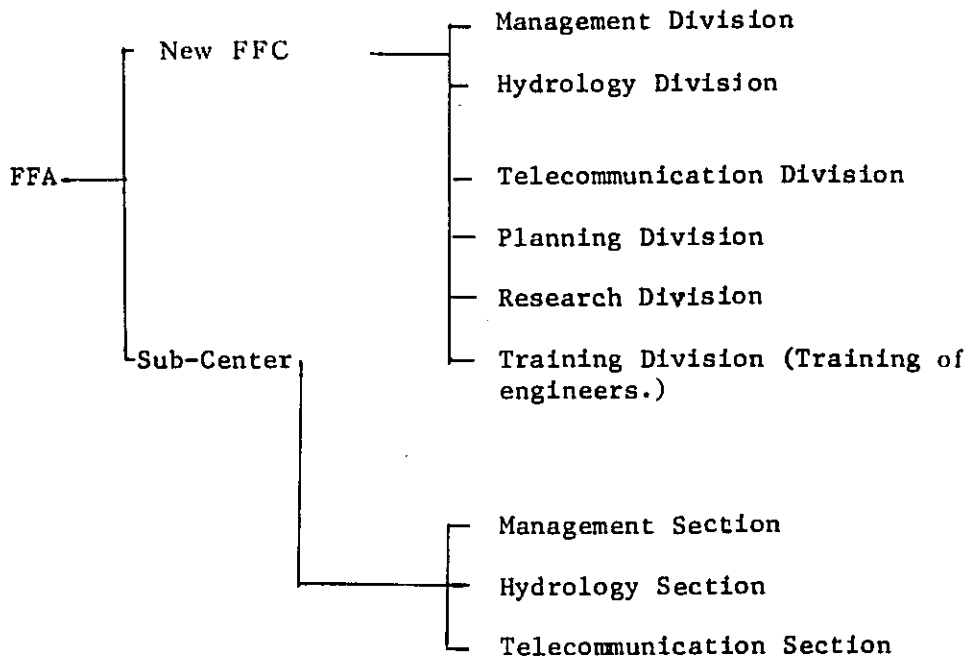 FFA
New FFC
Management Division
Hydrology Division
Telecommunication Division
Planning Division
Research Division
Training Division (Training of
engineers.)
Sub-Center
Management Section
Hydrology Section
Telecommunication Section